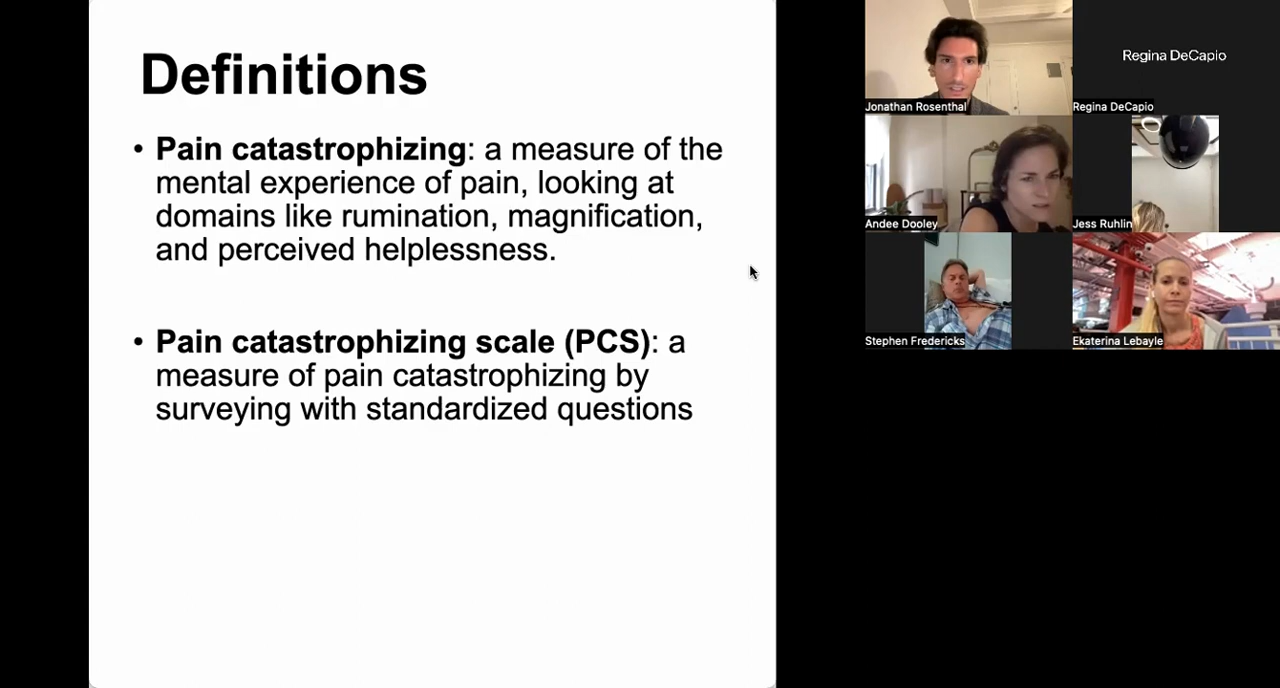 Definitions
• Pain catastrophizing: a measure of the
mental experience of pain, looking at
domains like rumination, magnification,
and perceived helplessness.
• Pain catastrophizing scale (PCS): a
measure of pain catastrophizing by
surveying with standardized questions
Jonathan Rosenthal
Regina DeCapio
Regina DeCapio
Andee Dooley
Jess Ruhlin
Stephen Fredericks
Ekaterina Lebayle